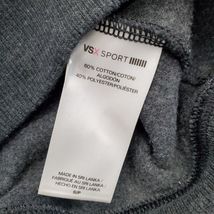 VSX SPORT
60% COTTON/COTON/
ALGODÓN
40% POLYESTER/POLIÉSTER
MADE IN SRI LANKA -
FABRIQUÉ AU SRI LANKA -
HECHO EN SRI LANKA -